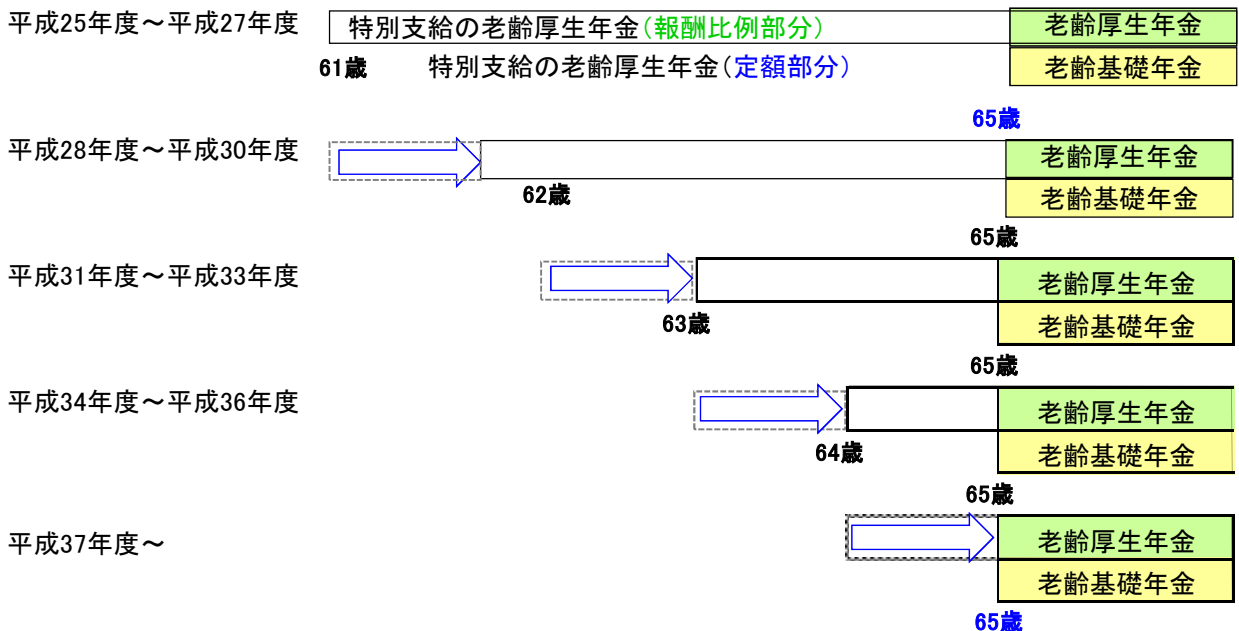 平成25年度～平成27年度 特別支給の老齢厚生年金(報酬比例部分) 老齢厚生年金
61歳 特別支給の老齢厚生年金(定額部分) 老齢基礎年金
65歳
平成28年度～平成30年度 老齢厚生年金
62歳 老齢基礎年金
65歳
平成31年度～平成33年度 老齢厚生年金
63歳 老齢基礎年金
65歳
平成34年度～平成36年度 老齢厚生年金
64歳 老齢基礎年金
65歳
平成37年度～ 老齢厚生年金
老齢基礎年金
65歳